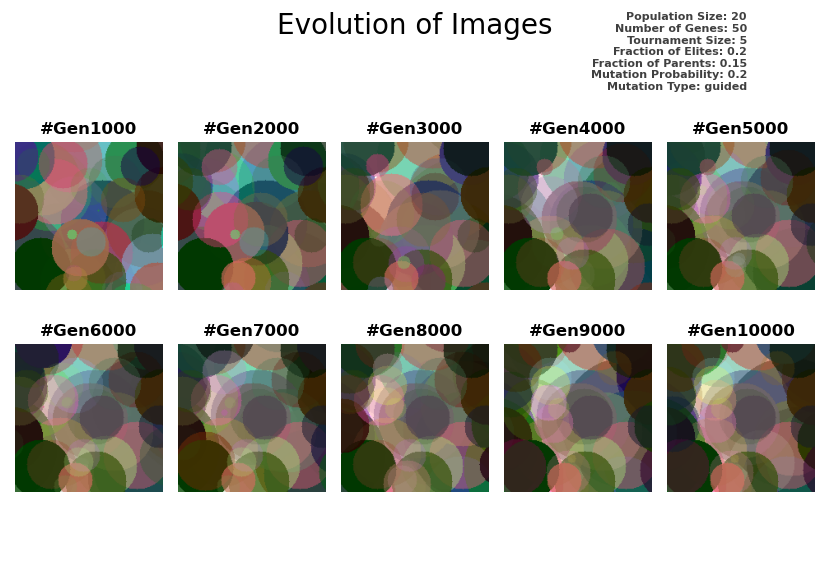 Evolution of Images
Population Size: 20
Number of Genes: 50
Tournament Size: 5
Fraction of Elites: 0.2
Fraction of Parents: 0.15
Mutation Probability: 0.2
Mutation Type: guided
#Gen1000
#Gen2000
#Gen3000
#Gen4000
#Gen5000
#Gen6000
#Gen7000
#Gen8000
#Gen9000
#Gen10000